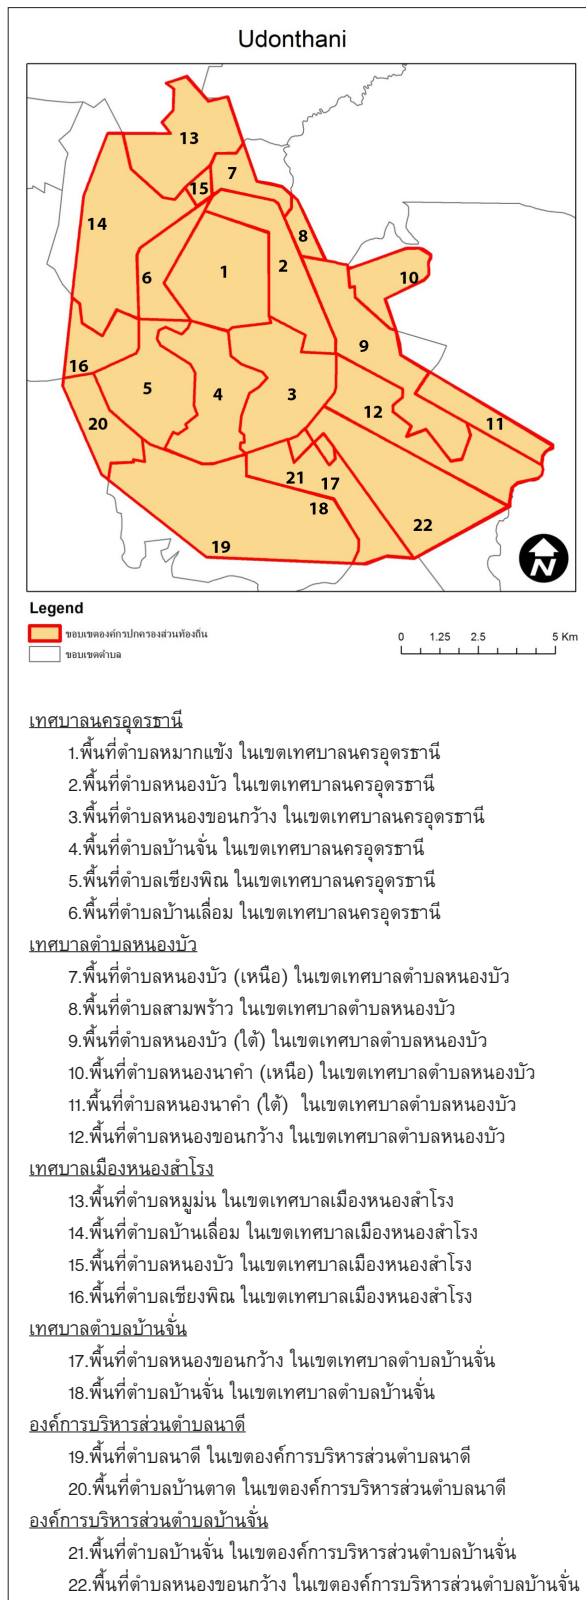 Udonthani
13
7
15
14
8
2
1
6
10
9
16
5
4
3
12
11
20
21
17
18
22
19
N
Legend
ขอบเขตองค์กรปกครองส่วนท้องถิ่น
ขอบเขตตำบล
0 1.25 2.5 5 Km
เทศบาลนครอุดรธานี
1.พื้นที่ตำบลหมากแข้ง ในเขตเทศบาลนครอุดรธานี
2.พื้นที่ตำบลหนองบัว ในเขตเทศบาลนครอุดรธานี
3.พื้นที่ตำบลหนองขอนกว้าง ในเขตเทศบาลนครอุดรธานี
4.พื้นที่ตำบลบ้านจั่น ในเขตเทศบาลนครอุดรธานี
5.พื้นที่ตำบลเชียงพิณ ในเขตเทศบาลนครอุดรธานี
6.พื้นที่ตำบลบ้านเลื่อม ในเขตเทศบาลนครอุดรธานี
เทศบาลตำบลหนองบัว
7.พื้นที่ตำบลหนองบัว (เหนือ) ในเขตเทศบาลตำบลหนองบัว
8.พื้นที่ตำบลสามพร้าว ในเขตเทศบาลตำบลหนองบัว
9.พื้นที่ตำบลหนองบัว (ใต้) ในเขตเทศบาลตำบลหนองบัว
10.พื้นที่ตำบลหนองนาคำ (เหนือ) ในเขตเทศบาลตำบลหนองบัว
11.พื้นที่ตำบลหนองนาคำ (ใต้) ในเขตเทศบาลตำบลหนองบัว
12.พื้นที่ตำบลหนองขอนกว้าง ในเขตเทศบาลตำบลหนองบัว
เทศบาลเมืองหนองสำโรง
13.พื้นที่ตำบลหมูม่น ในเขตเทศบาลเมืองหนองสำโรง
14.พื้นที่ตำบลบ้านเลื่อม ในเขตเทศบาลเมืองหนองสำโรง
15.พื้นที่ตำบลหนองบัว ในเขตเทศบาลเมืองหนองสำโรง
16.พื้นที่ตำบลเชียงพิณ ในเขตเทศบาลเมืองหนองสำโรง
เทศบาลตำบลบ้านจั่น
17.พื้นที่ตำบลหนองขอนกว้าง ในเขตเทศบาลตำบลบ้านจั่น
18.พื้นที่ตำบลบ้านจั่น ในเขตเทศบาลตำบลบ้านจั่น
องค์การบริหารส่วนตำบลนาดี
19.พื้นที่ตำบลนาดี ในเขตองค์การบริหารส่วนตำบลนาดี
20.พื้นที่ตำบลบ้านตาด ในเขตองค์การบริหารส่วนตำบลนาดี
องค์การบริหารส่วนตำบลบ้านจั่น
21.พื้นที่ตำบลบ้านจั่น ในเขตองค์การบริหารส่วนตำบลบ้านจั่น
22.พื้นที่ตำบลหนองขอนกว้าง ในเขตองค์การบริหารส่วนตำบลบ้านจั่น